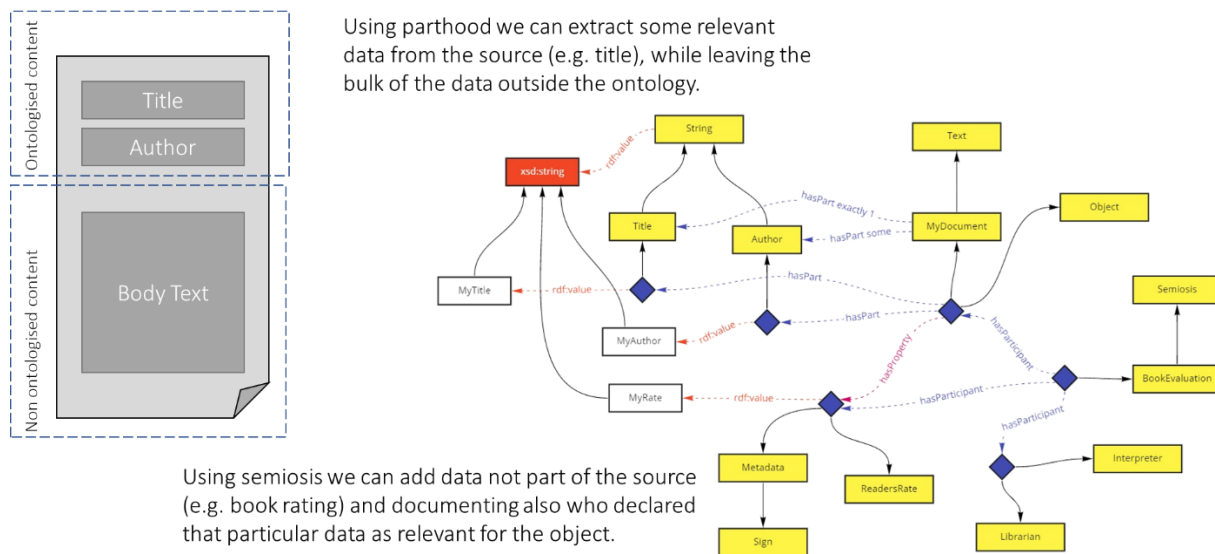 Ontologised content
Title
Author
Non ontologised content
Body Text
Using parthood we can extract some relevant
data from the source (e.g. title), while leaving the
bulk of the data outside the ontology.
String
Text
rdf:value
xsd:string
Object
hasPart exactly 1
Title
MyDocument
Author
hasPart some
hasPart
Semiosis
MyTitle
rdf:value
hasPart
MyAuthor
rdf:value
hasParticipant
hasProperty
BookEvaluation
MyRate
rdf:value
hasParticipant
hasParticipant
Interpreter
Metadata
ReadersRate
Librarian
Sign
Using semiosis we can add data not part of the source
(e.g. book rating) and documenting also who declared
that particular data as relevant for the object.